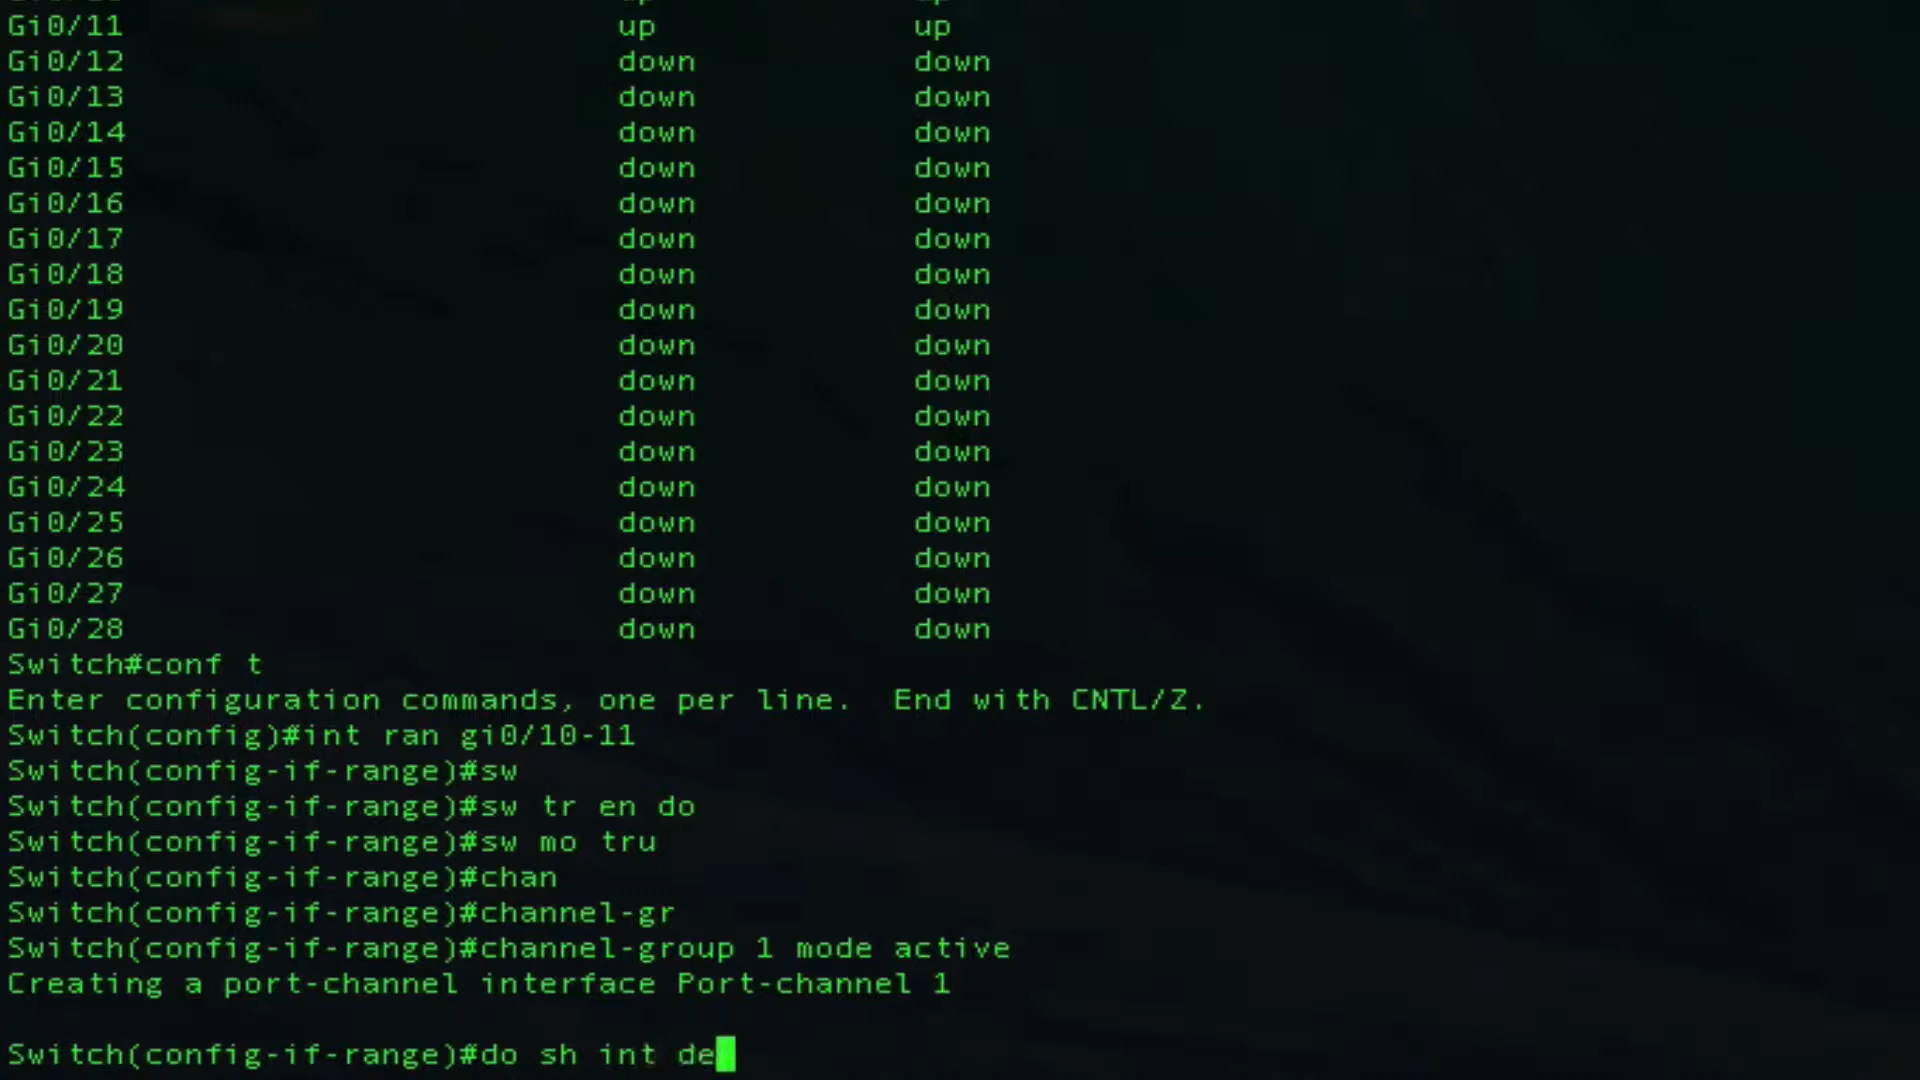 Gi0/11 up up
Gi0/12 down down
Gi0/13 down down
Gi0/14 down down
Gi0/15 down down
Gi0/16 down down
Gi0/17 down down
Gi0/18 down down
Gi0/19 down down
Gi0/20 down down
Gi0/21 down down
Gi0/22 down down
Gi0/23 down down
Gi0/24 down down
Gi0/25 down down
Gi0/26 down down
Gi0/27 down down
Gi0/28 down down
Switch#conf t
Enter configuration commands, one per line.  End with CNTL/Z.
Switch(config)#int ran gi0/10-11
Switch(config-if-range)#sw
Switch(config-if-range)#sw tr en do
Switch(config-if-range)#sw mo tru
Switch(config-if-range)#chan
Switch(config-if-range)#channel-gr
Switch(config-if-range)#channel-group 1 mode active
Creating a port-channel interface Port-channel 1
Switch(config-if-range)#do sh int de